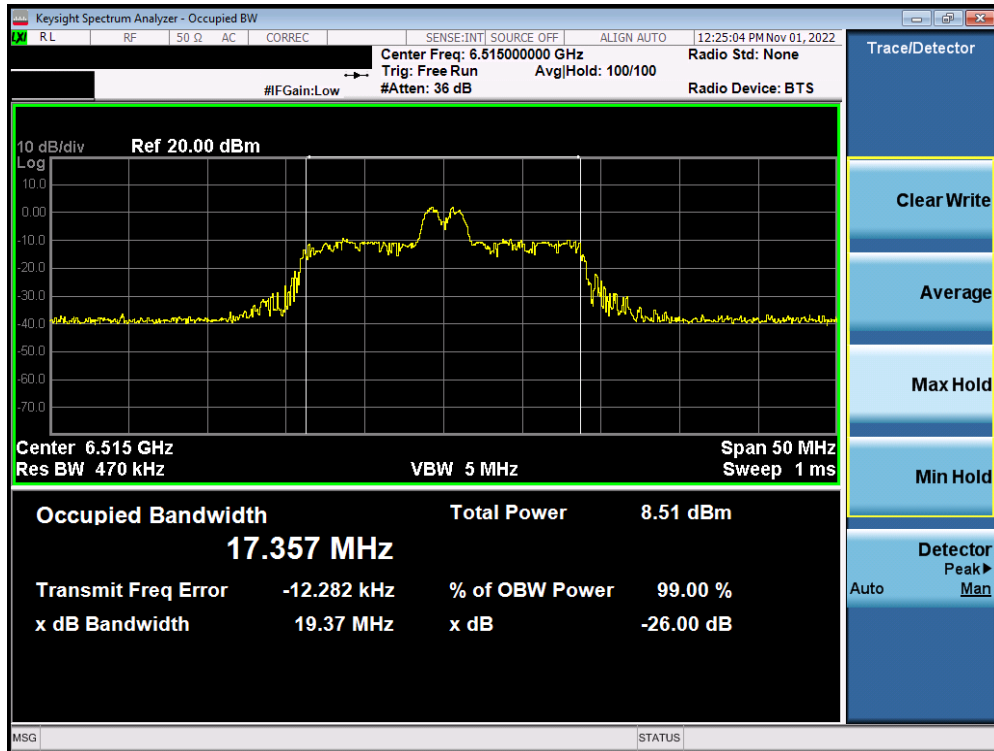 Keysight Spectrum Analyzer - Occupied BW
LXI RL RF 50 Ω AC CORREC SENSE:INT SOURCE OFF ALIGN AUTO 12:25:04 PM Nov 01, 2022
Center Freq: 6.515000000 GHz Radio Std: None
Trig: Free Run Avg|Hold: 100/100
#IFGain:Low #Atten: 36 dB Radio Device: BTS
Trace/Detector
10 dB/div Ref 20.00 dBm
Log
10.0
0.00
-10.0
-20.0
-30.0
-40.0
-50.0
-60.0
-70.0
Center 6.515 GHz Span 50 MHz
Res BW 470 kHz VBW 5 MHz Sweep 1 ms
Occupied Bandwidth Total Power 8.51 dBm
17.357 MHz
Transmit Freq Error -12.282 kHz % of OBW Power 99.00 %
x dB Bandwidth 19.37 MHz x dB -26.00 dB
Clear Write
Average
Max Hold
Min Hold
Detector
Peak▶
Auto Man
MSG STATUS